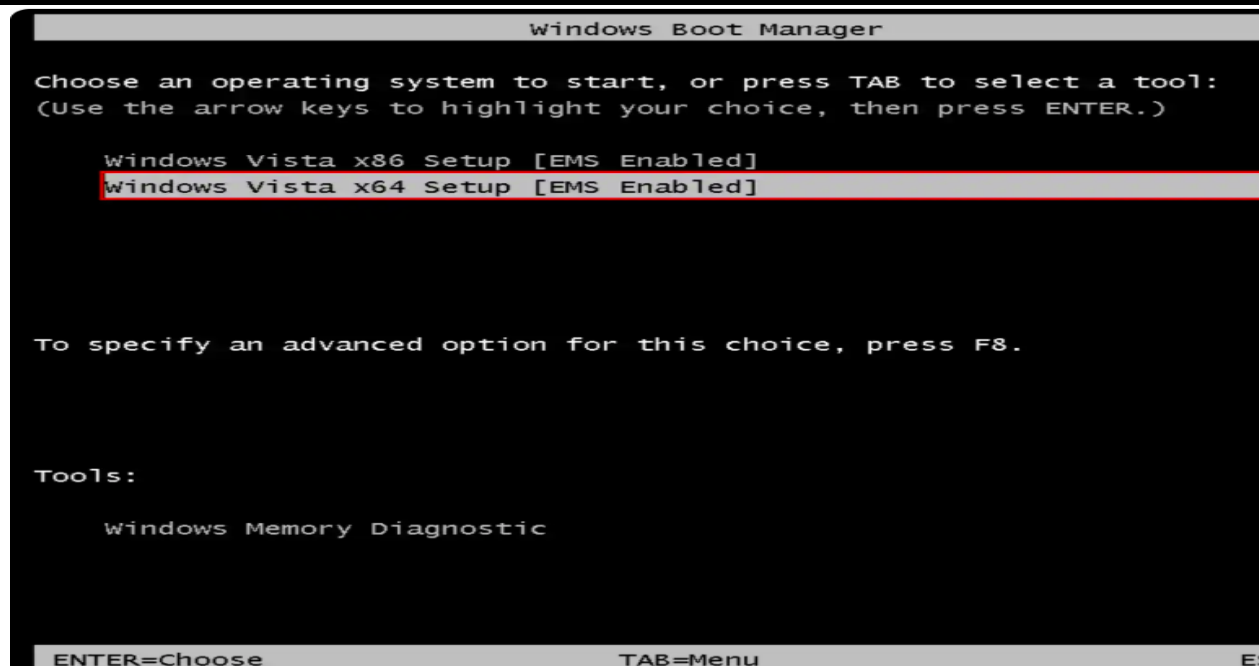 Windows Boot Manager
Choose an operating system to start, or press TAB to select a tool:
(Use the arrow keys to highlight your choice, then press ENTER.)
Windows Vista x86 Setup [EMS Enabled]
Windows Vista x64 Setup [EMS Enabled]
To specify an advanced option for this choice, press F8.
Tools:
Windows Memory Diagnostic
ENTER=Choose TAB=Menu